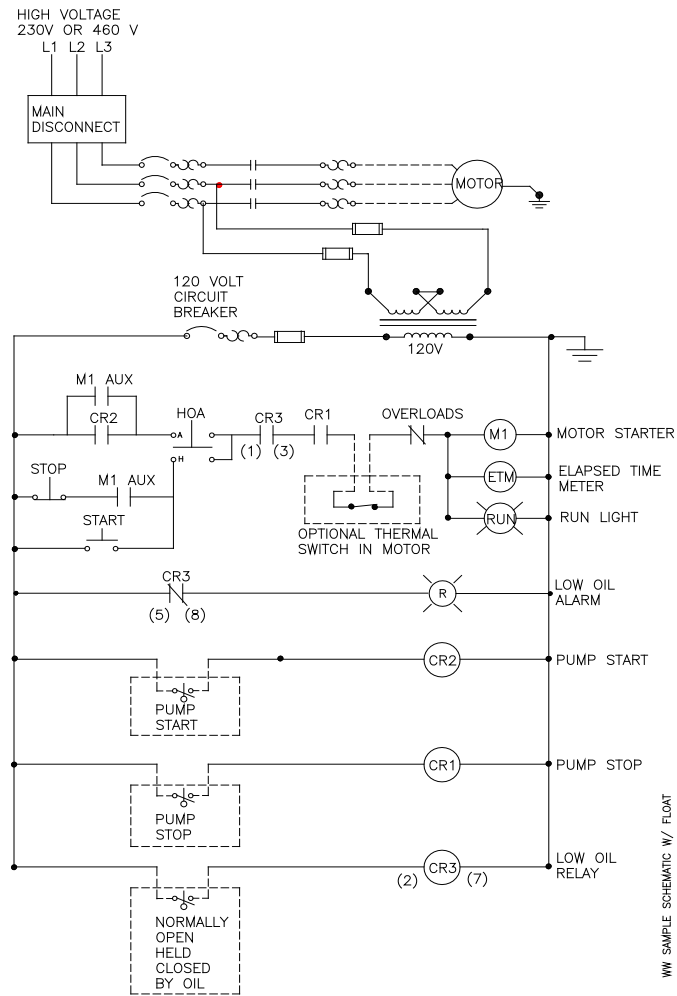 HIGH VOLTAGE
230V OR 460 V
L1 L2 L3
MAIN
DISCONNECT
MOTOR
120 VOLT
CIRCUIT
BREAKER
120V
M1 AUX
CR2
HOA
A
H
CR3
(1) (3)
CR1
OVERLOADS
M1
MOTOR STARTER
STOP
M1 AUX
START
ETM
ELAPSED TIME
METER
RUN
RUN LIGHT
OPTIONAL THERMAL
SWITCH IN MOTOR
CR3
(5) (8)
R
LOW OIL
ALARM
CR2
PUMP START
PUMP
START
CR1
PUMP STOP
PUMP
STOP
(2) CR3 (7)
LOW OIL
RELAY
NORMALLY
OPEN
HELD
CLOSED
BY OIL
WW SAMPLE SCHEMATIC W/ FLOAT